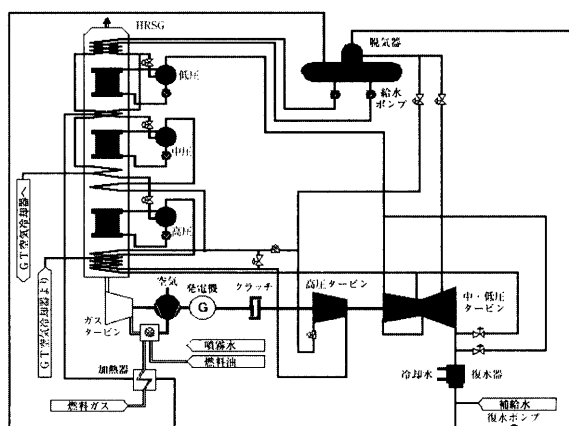 HRSG
脱気器
低圧
給水
ポンプ
中圧
高圧
GT空気冷却器へ
GT空気冷却器より
空気
発電機
クラッチ
高圧タービン
G
中・低圧
タービン
ガス
タービン
噴霧水
燃料油
加熱器
冷却水
復水器
燃料ガス
補給水
復水ポンプ